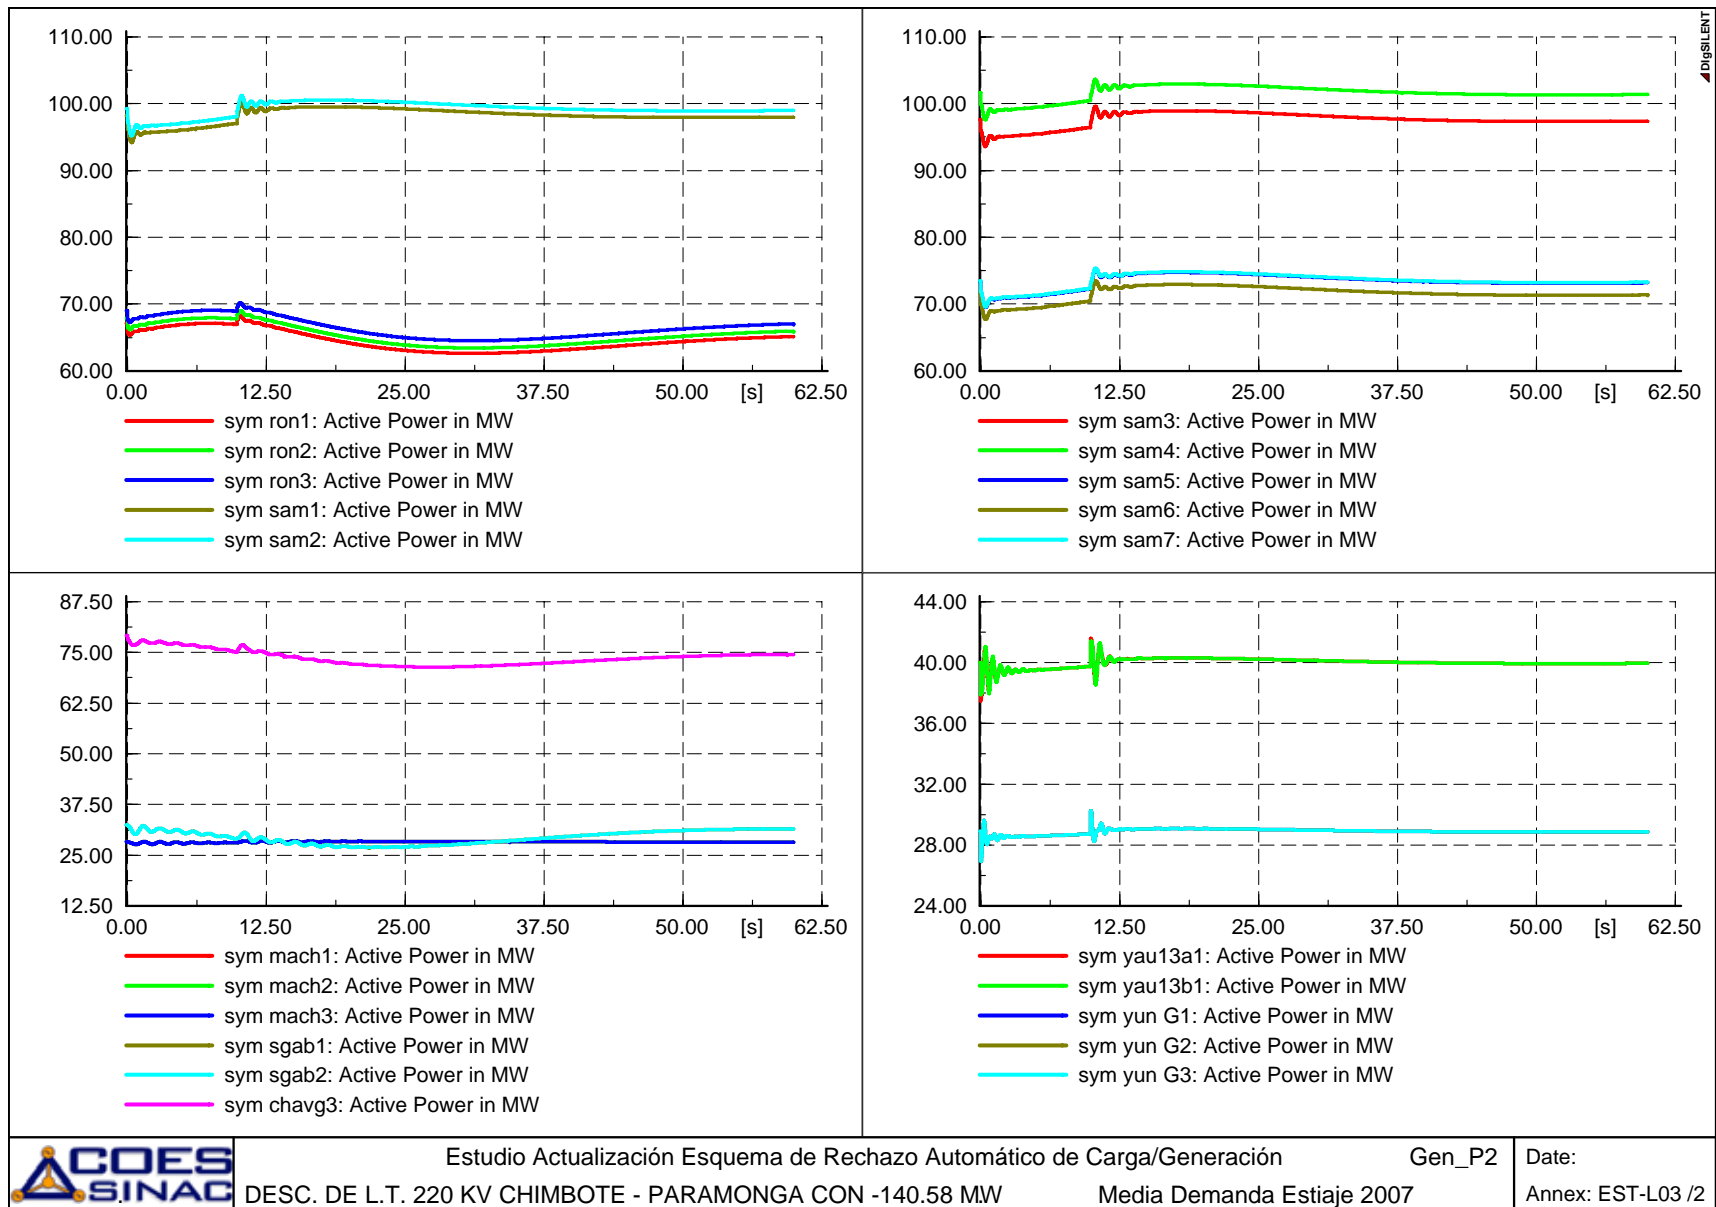 110.00
100.00
90.00
80.00
70.00
60.00
0.00 12.50 25.00 37.50 50.00 [s] 62.50
sym ron1: Active Power in MW
sym ron2: Active Power in MW
sym ron3: Active Power in MW
sym sam1: Active Power in MW
sym sam2: Active Power in MW
110.00
100.00
90.00
80.00
70.00
60.00
0.00 12.50 25.00 37.50 50.00 [s] 62.50
sym sam3: Active Power in MW
sym sam4: Active Power in MW
sym sam5: Active Power in MW
sym sam6: Active Power in MW
sym sam7: Active Power in MW
DIgSILENT
87.50
75.00
62.50
50.00
37.50
25.00
12.50
0.00 12.50 25.00 37.50 50.00 [s] 62.50
sym mach1: Active Power in MW
sym mach2: Active Power in MW
sym mach3: Active Power in MW
sym sgab1: Active Power in MW
sym sgab2: Active Power in MW
sym chavg3: Active Power in MW
44.00
40.00
36.00
32.00
28.00
24.00
0.00 12.50 25.00 37.50 50.00 [s] 62.50
sym yau13a1: Active Power in MW
sym yau13b1: Active Power in MW
sym yun G1: Active Power in MW
sym yun G2: Active Power in MW
sym yun G3: Active Power in MW
COES
SINAC
Estudio Actualización Esquema de Rechazo Automático de Carga/Generación Gen_P2
DESC. DE L.T. 220 KV CHIMBOTE - PARAMONGA CON -140.58 MW Media Demanda Estiaje 2007
Date:
Annex: EST-L03 /2